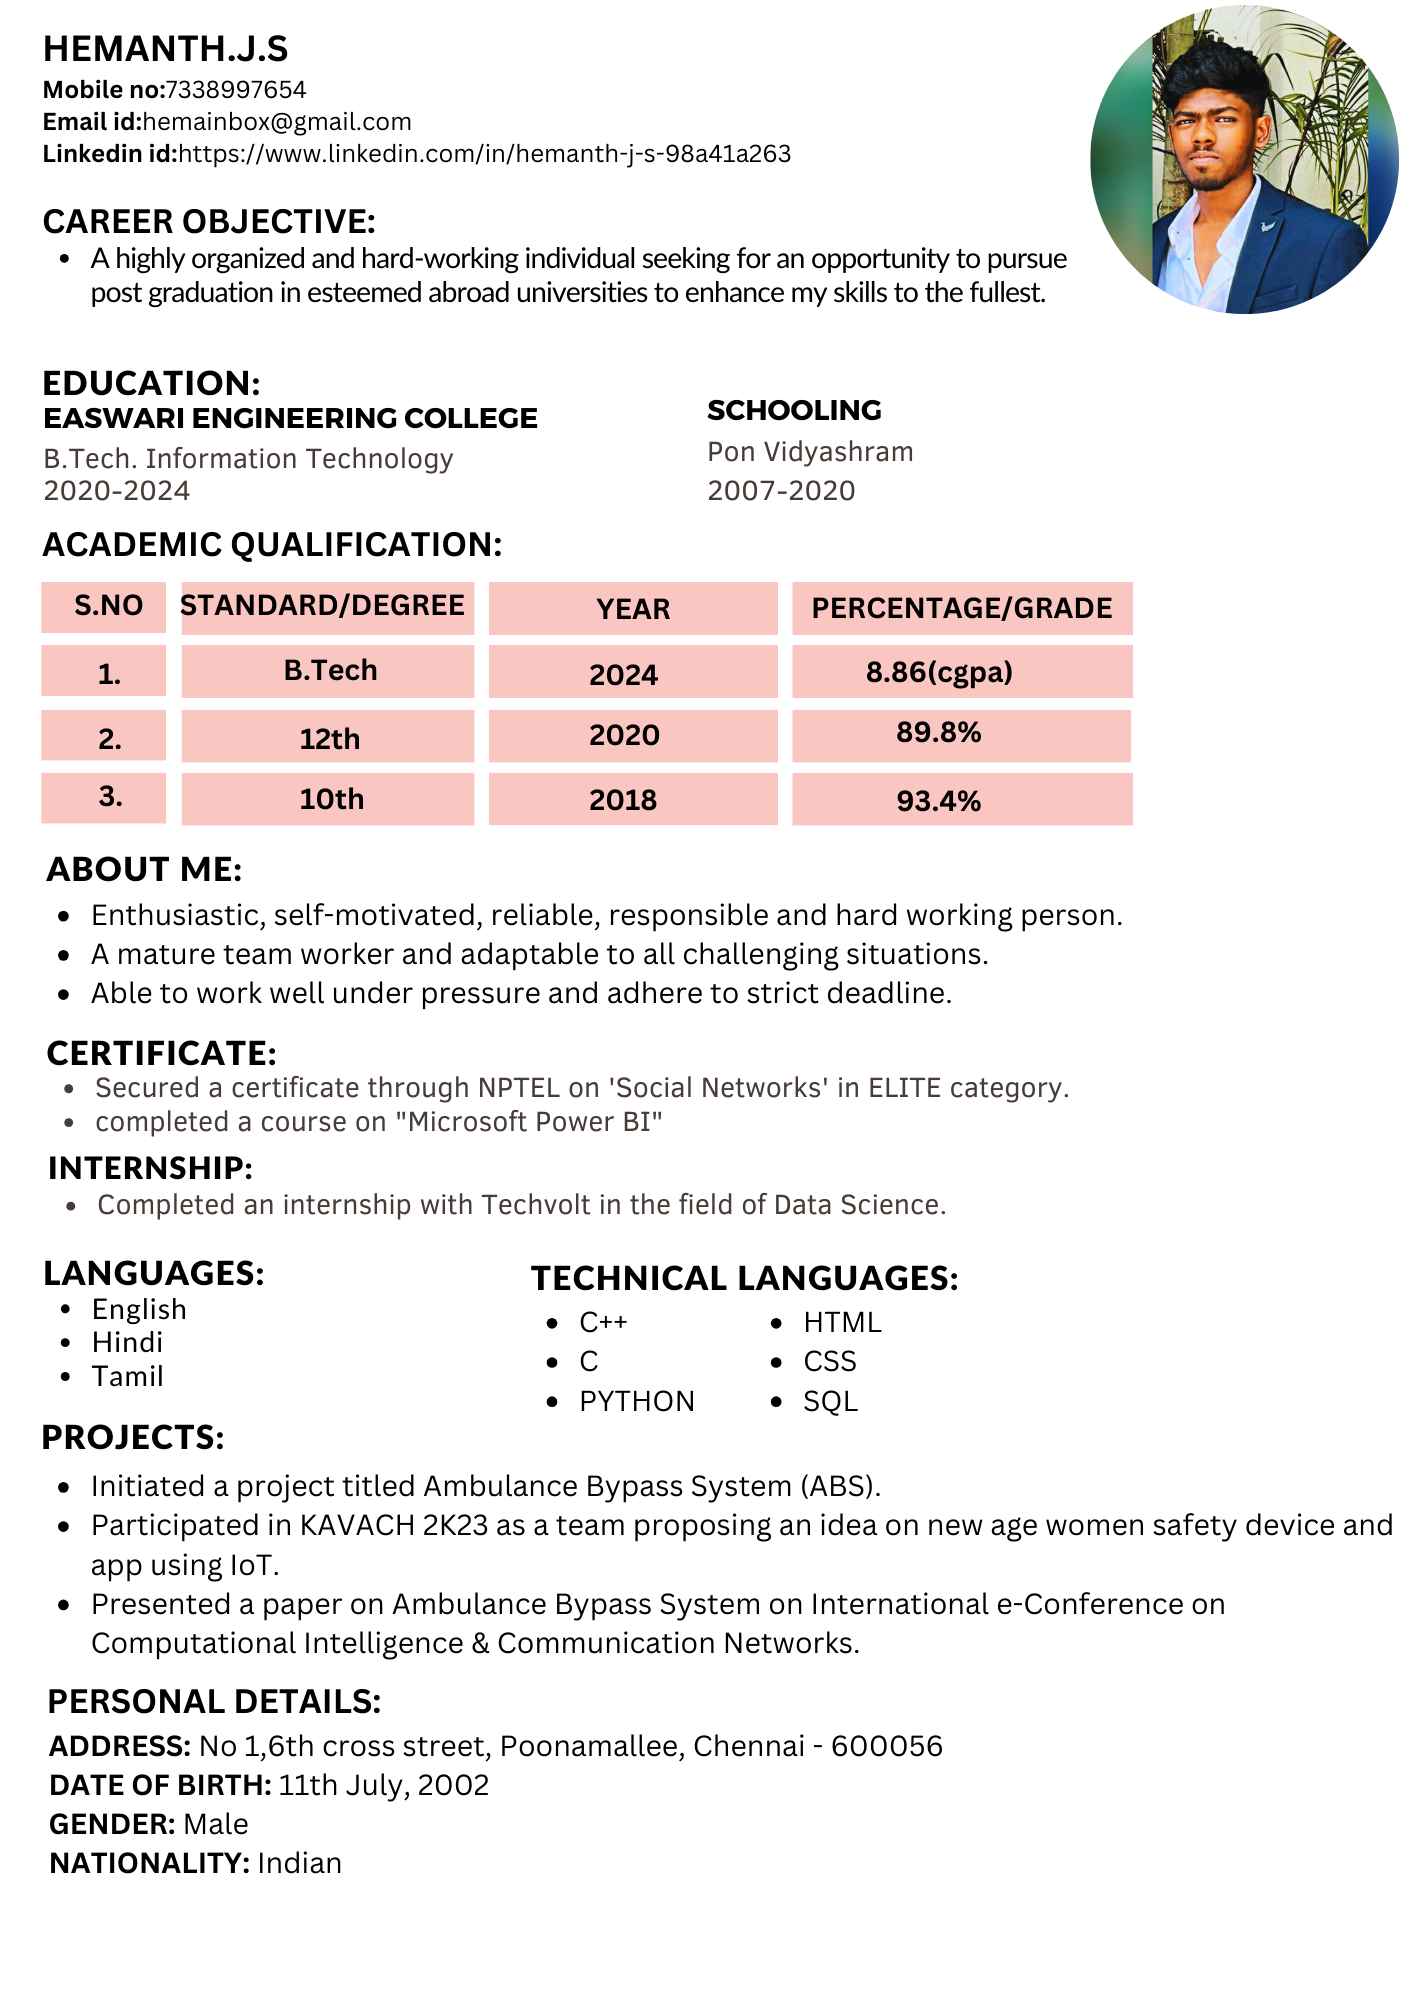 HEMANTH.J.S
Mobile no:7338997654
Email id:hemainbox@gmail.com
Linkedin id:https://www.linkedin.com/in/hemanth-j-s-98a41a263
CAREER OBJECTIVE:
• A highly organized and hard-working individual seeking for an opportunity to pursue
post graduation in esteemed abroad universities to enhance my skills to the fullest.
EDUCATION:
EASWARI ENGINEERING COLLEGE
B.Tech. Information Technology
2020-2024
SCHOOLING
Pon Vidyashram
2007-2020
ACADEMIC QUALIFICATION:
S.NO STANDARD/DEGREE YEAR PERCENTAGE/GRADE
1. B.Tech 2024 8.86(cgpa)
2. 12th 2020 89.8%
3. 10th 2018 93.4%
ABOUT ME:
• Enthusiastic, self-motivated, reliable, responsible and hard working person.
• A mature team worker and adaptable to all challenging situations.
• Able to work well under pressure and adhere to strict deadline.
CERTIFICATE:
• Secured a certificate through NPTEL on 'Social Networks' in ELITE category.
• completed a course on "Microsoft Power BI"
INTERNSHIP:
• Completed an internship with Techvolt in the field of Data Science.
LANGUAGES:
• English
• Hindi
• Tamil
TECHNICAL LANGUAGES:
• C++
• C
• PYTHON
• HTML
• CSS
• SQL
PROJECTS:
• Initiated a project titled Ambulance Bypass System (ABS).
• Participated in KAVACH 2K23 as a team proposing an idea on new age women safety device and
app using IoT.
• Presented a paper on Ambulance Bypass System on International e-Conference on
Computational Intelligence & Communication Networks.
PERSONAL DETAILS:
ADDRESS: No 1,6th cross street, Poonamallee, Chennai - 600056
DATE OF BIRTH: 11th July, 2002
GENDER: Male
NATIONALITY: Indian